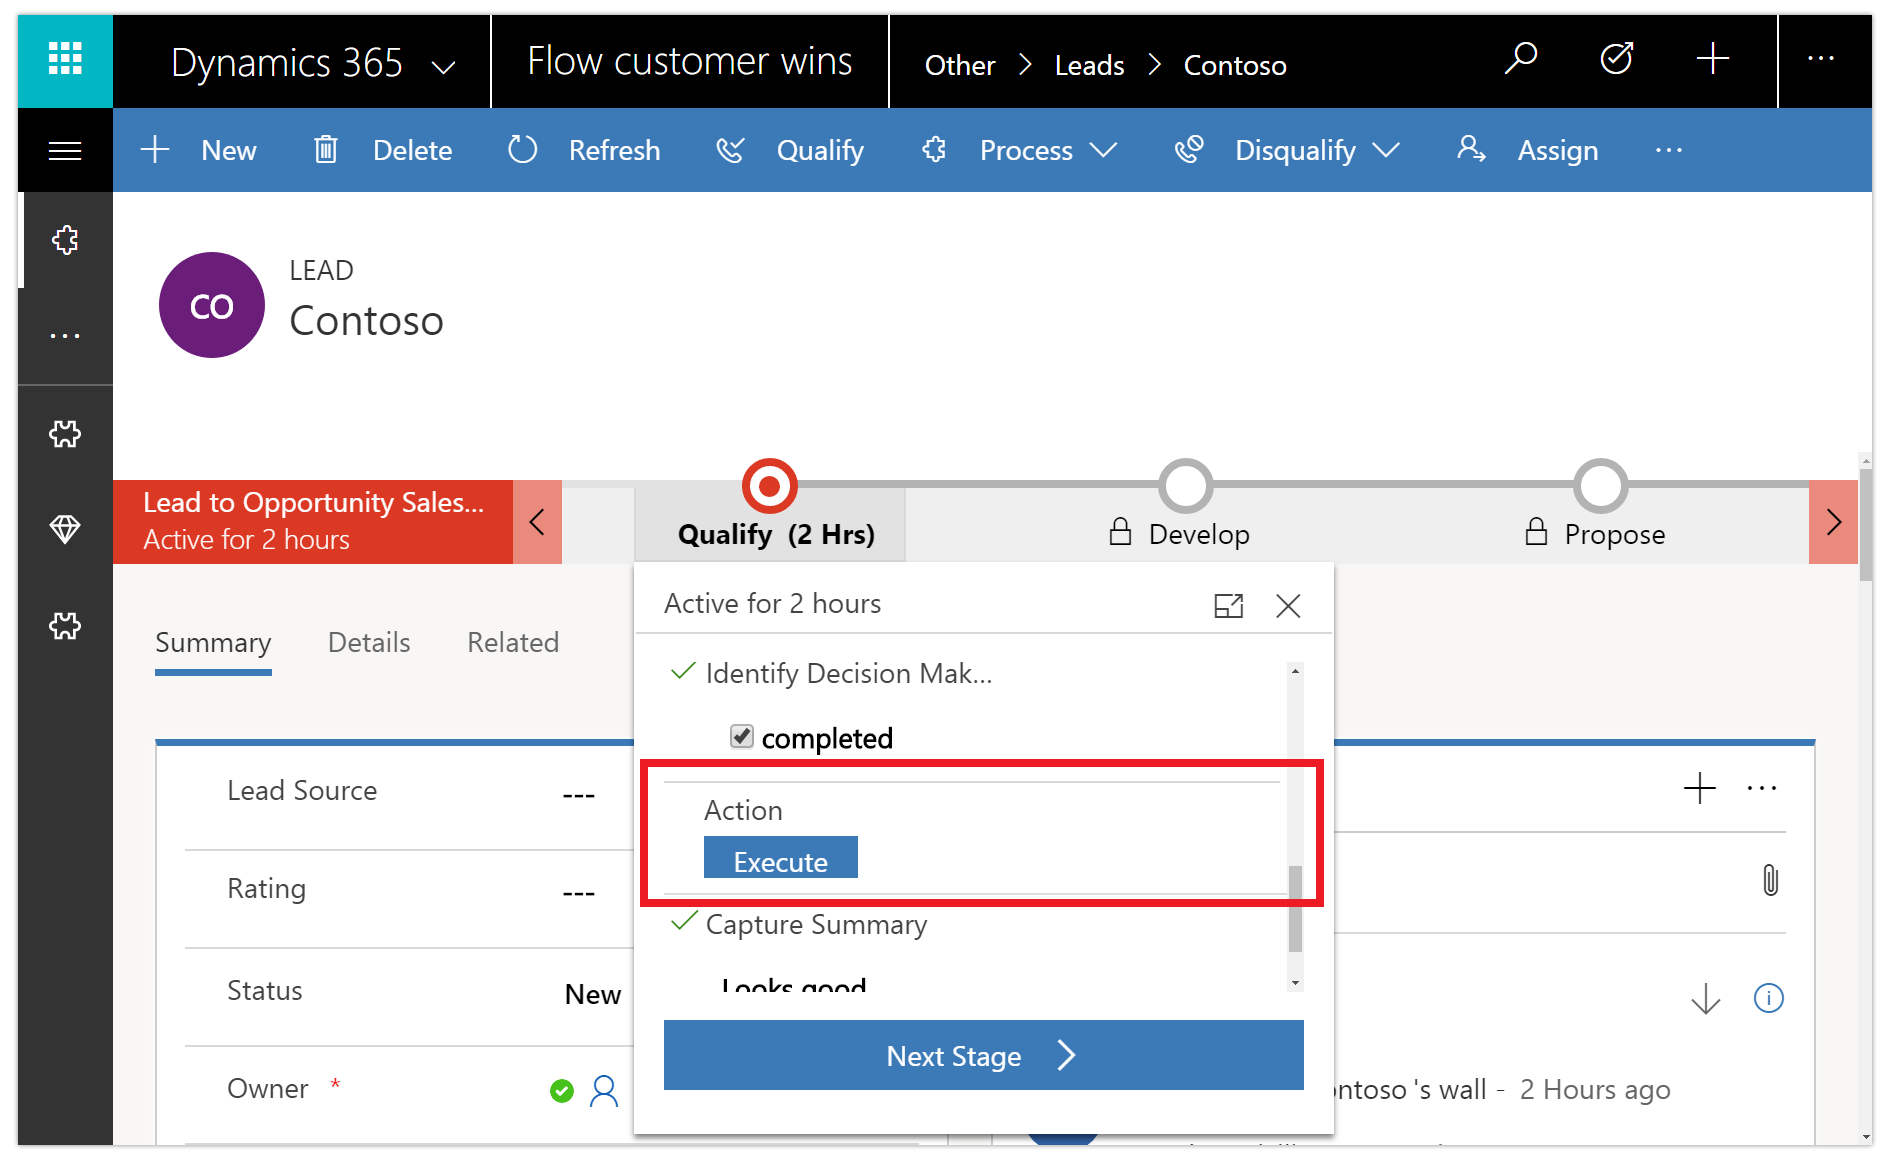 Dynamics 365
Flow customer wins
Other > Leads > Contoso
New
Delete
Refresh
Qualify
Process
Disqualify
Assign
CO
LEAD
Contoso
Lead to Opportunity Sales...
Active for 2 hours
Qualify (2 Hrs)
Develop
Propose
Summary
Details
Related
Active for 2 hours
Identify Decision Mak...
completed
Action
Execute
Capture Summary
Looks good
Next Stage
Lead Source ---
Rating ---
Status New
Owner *
ontoso 's wall - 2 Hours ago